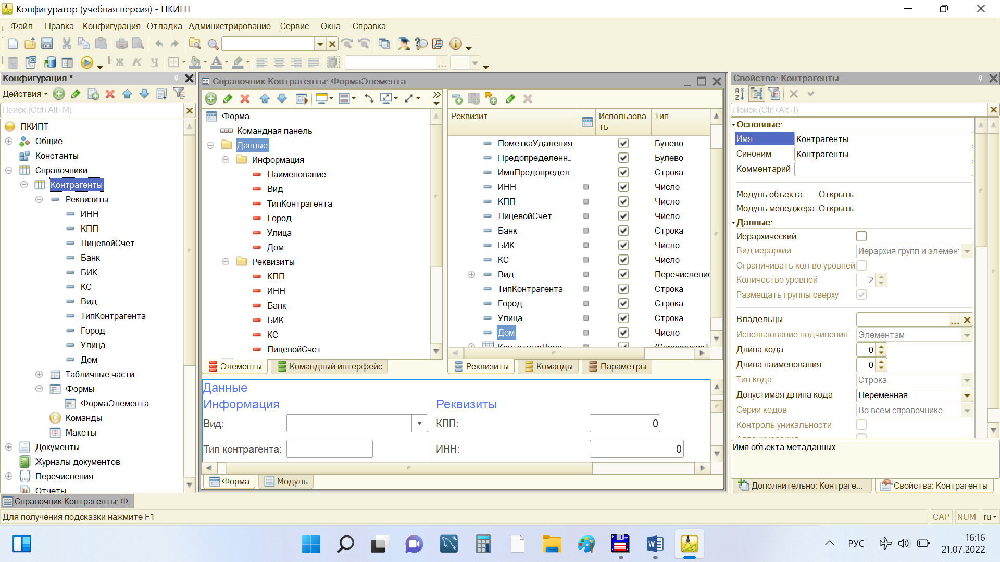 Конфигуратор (учебная версия) - ПКИПТ
Файл Правка Конфигурация Отладка Администрирование Сервис Окна Справка
Ж К Ч А
Конфигурация *
Действия
Поиск (Ctrl+Alt+M)
ПКИПТ
Общие
Константы
Справочники
Контрагенты
Реквизиты
ИНН
КПП
ЛицевойСчет
Банк
БИК
КС
Вид
ТипКонтрагента
Город
Улица
Дом
Табличные части
Формы
ФормаЭлемента
Команды
Макеты
Документы
Журналы документов
Перечисления
Отчеты
Справочник Контрагенты: ФормаЭлемента
Форма
Командная панель
Данные
Информация
Наименование
Вид
ТипКонтрагента
Город
Улица
Дом
Реквизиты
КПП
ИНН
Банк
БИК
КС
ЛицевойСчет
Элементы Командный интерфейс
Реквизит Использовать Тип
ПометкаУдаления Булево
Предопределенн... Булево
ИмяПредопредел... Строка
ИНН Число
КПП Число
ЛицевойСчет Число
Банк Строка
БИК Число
КС Число
Вид Перечисление
ТипКонтрагента Строка
Город Строка
Улица Строка
Дом Число
Реквизиты Команды Параметры
Данные
Информация Реквизиты
Вид: КПП: 0
Тип контрагента: ИНН: 0
Форма Модуль
Свойства: Контрагенты
Поиск (Ctrl+Alt+I)
Основные:
Имя Контрагенты
Синоним Контрагенты
Комментарий
Модуль объекта Открыть
Модуль менеджера Открыть
Данные:
Иерархический
Вид иерархии Иерархия групп и элемент
Ограничивать кол-во уровней
Количество уровней 2
Размещать группы сверху
Владельцы ...
Использование подчинения Элементам
Длина кода 0
Длина наименования 0
Тип кода Строка
Допустимая длина кода Переменная
Серии кодов Во всем справочнике
Контроль уникальности
Имя объекта метаданных
Дополнительно: Контраге... Свойства: Контрагенты
Справочник Контрагенты: Ф...
Для получения подсказки нажмите F1
CAP NUM ru
РУС
16:16
21.07.2022